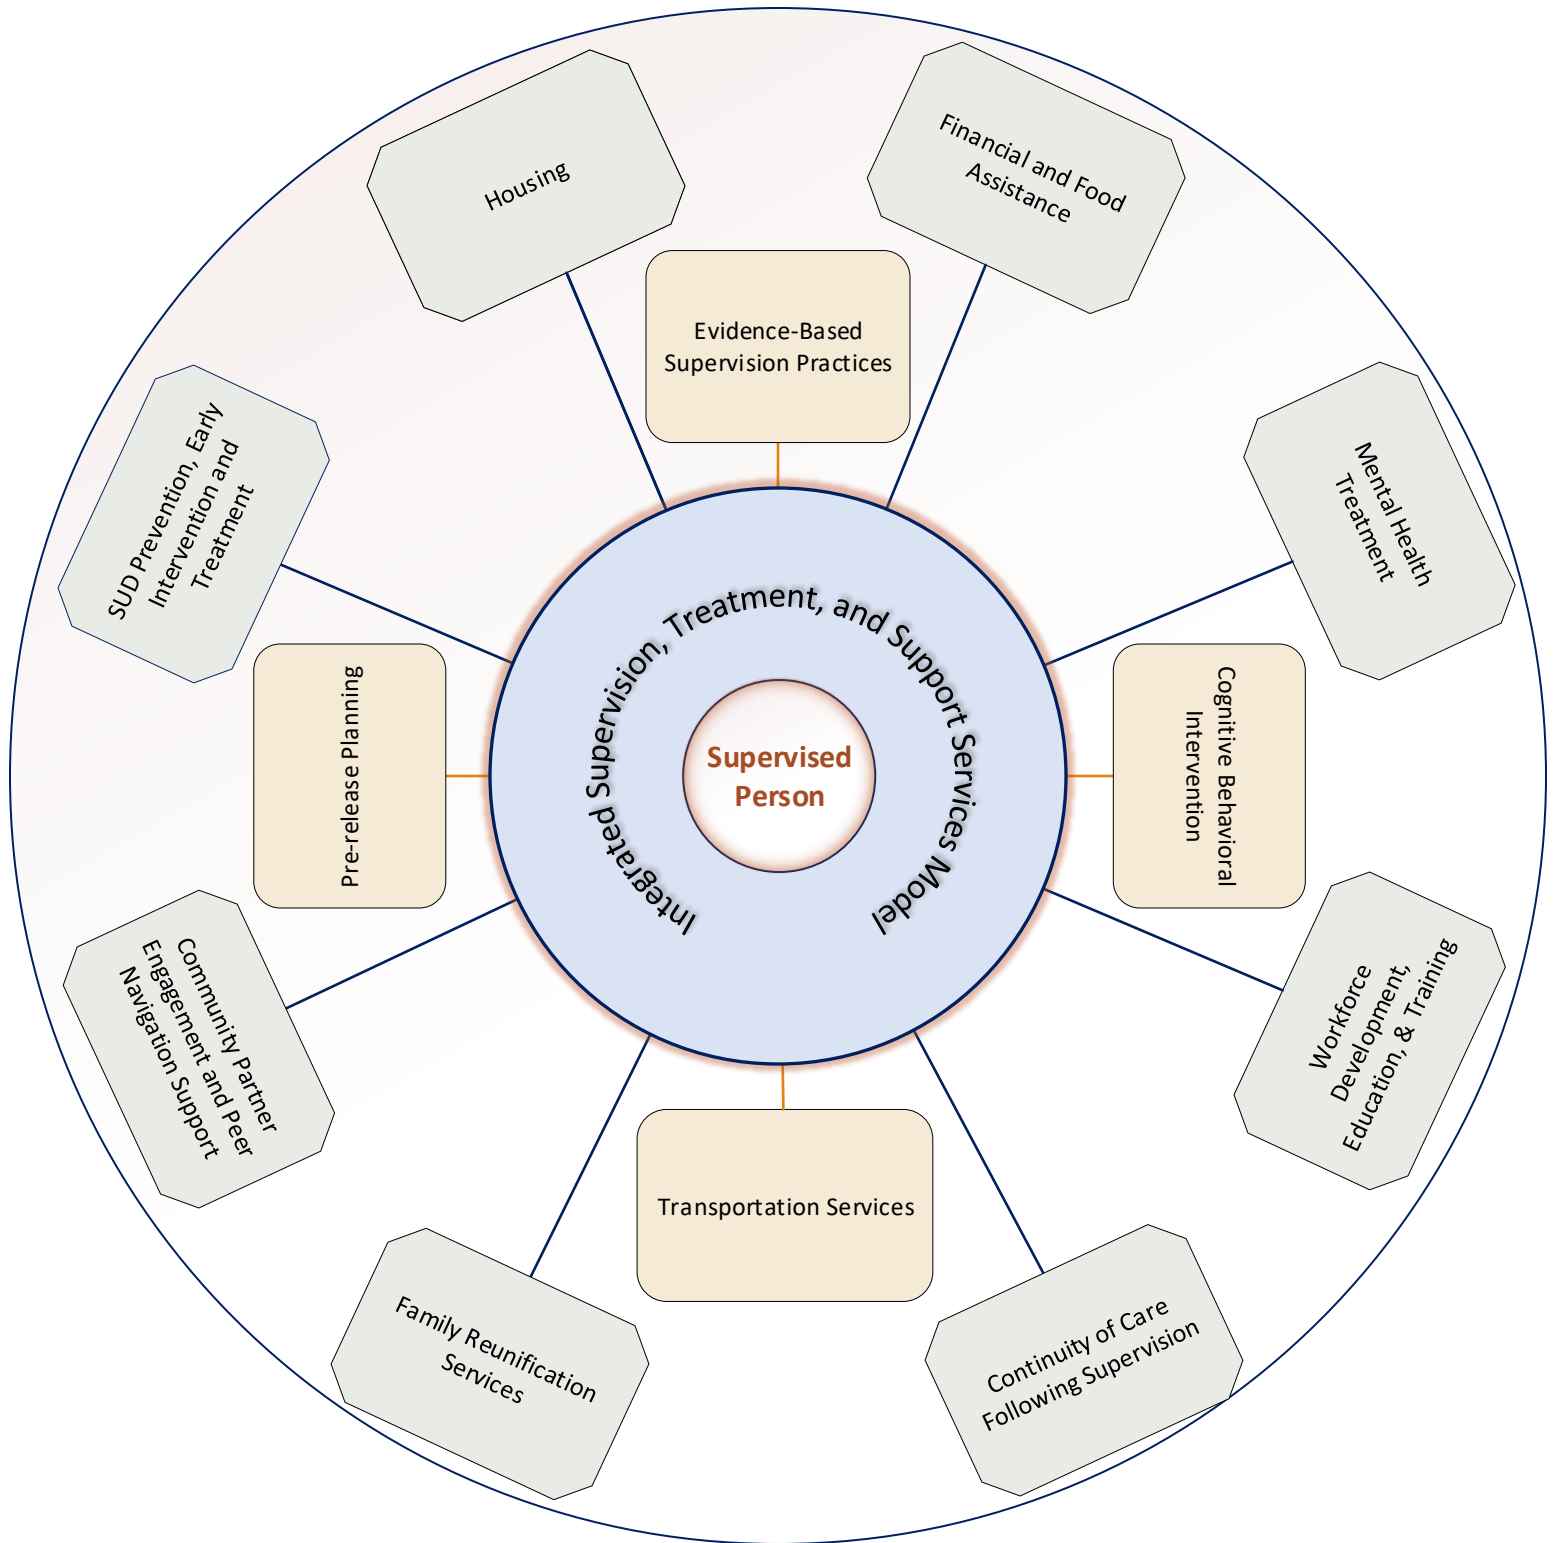 Housing
Financial and Food
Assistance
Evidence-Based
Supervision Practices
SUD Prevention, Early
Intervention and
Treatment
Mental Health
Treatment
Integrated Supervision, Treatment, and Support Services Model
Supervised
Person
Pre-release Planning
Cognitive Behavioral
Intervention
Community Partner
Engagement and Peer
Navigation Support
Workforce
Development,
Education, & Training
Transportation Services
Family Reunification
Services
Continuity of Care
Following Supervision